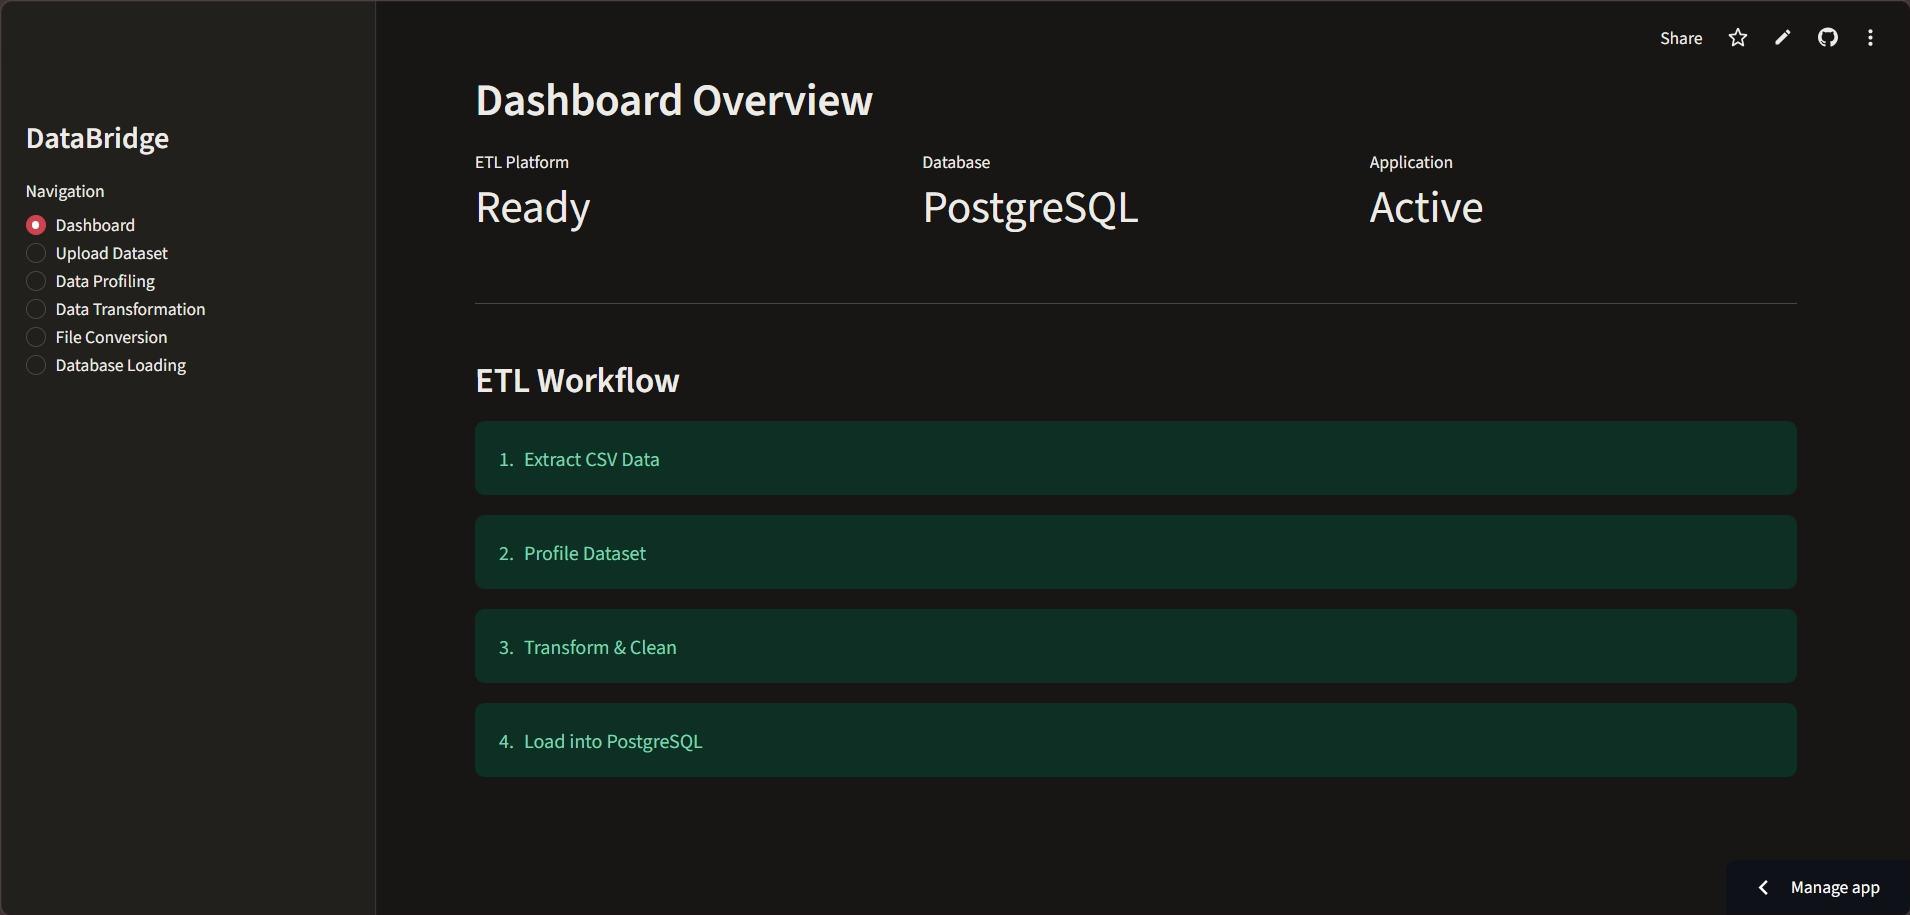 Share
DataBridge
Navigation
Dashboard
Upload Dataset
Data Profiling
Data Transformation
File Conversion
Database Loading
Dashboard Overview
ETL Platform
Ready
Database
PostgreSQL
Application
Active
ETL Workflow
1. Extract CSV Data
2. Profile Dataset
3. Transform & Clean
4. Load into PostgreSQL
Manage app